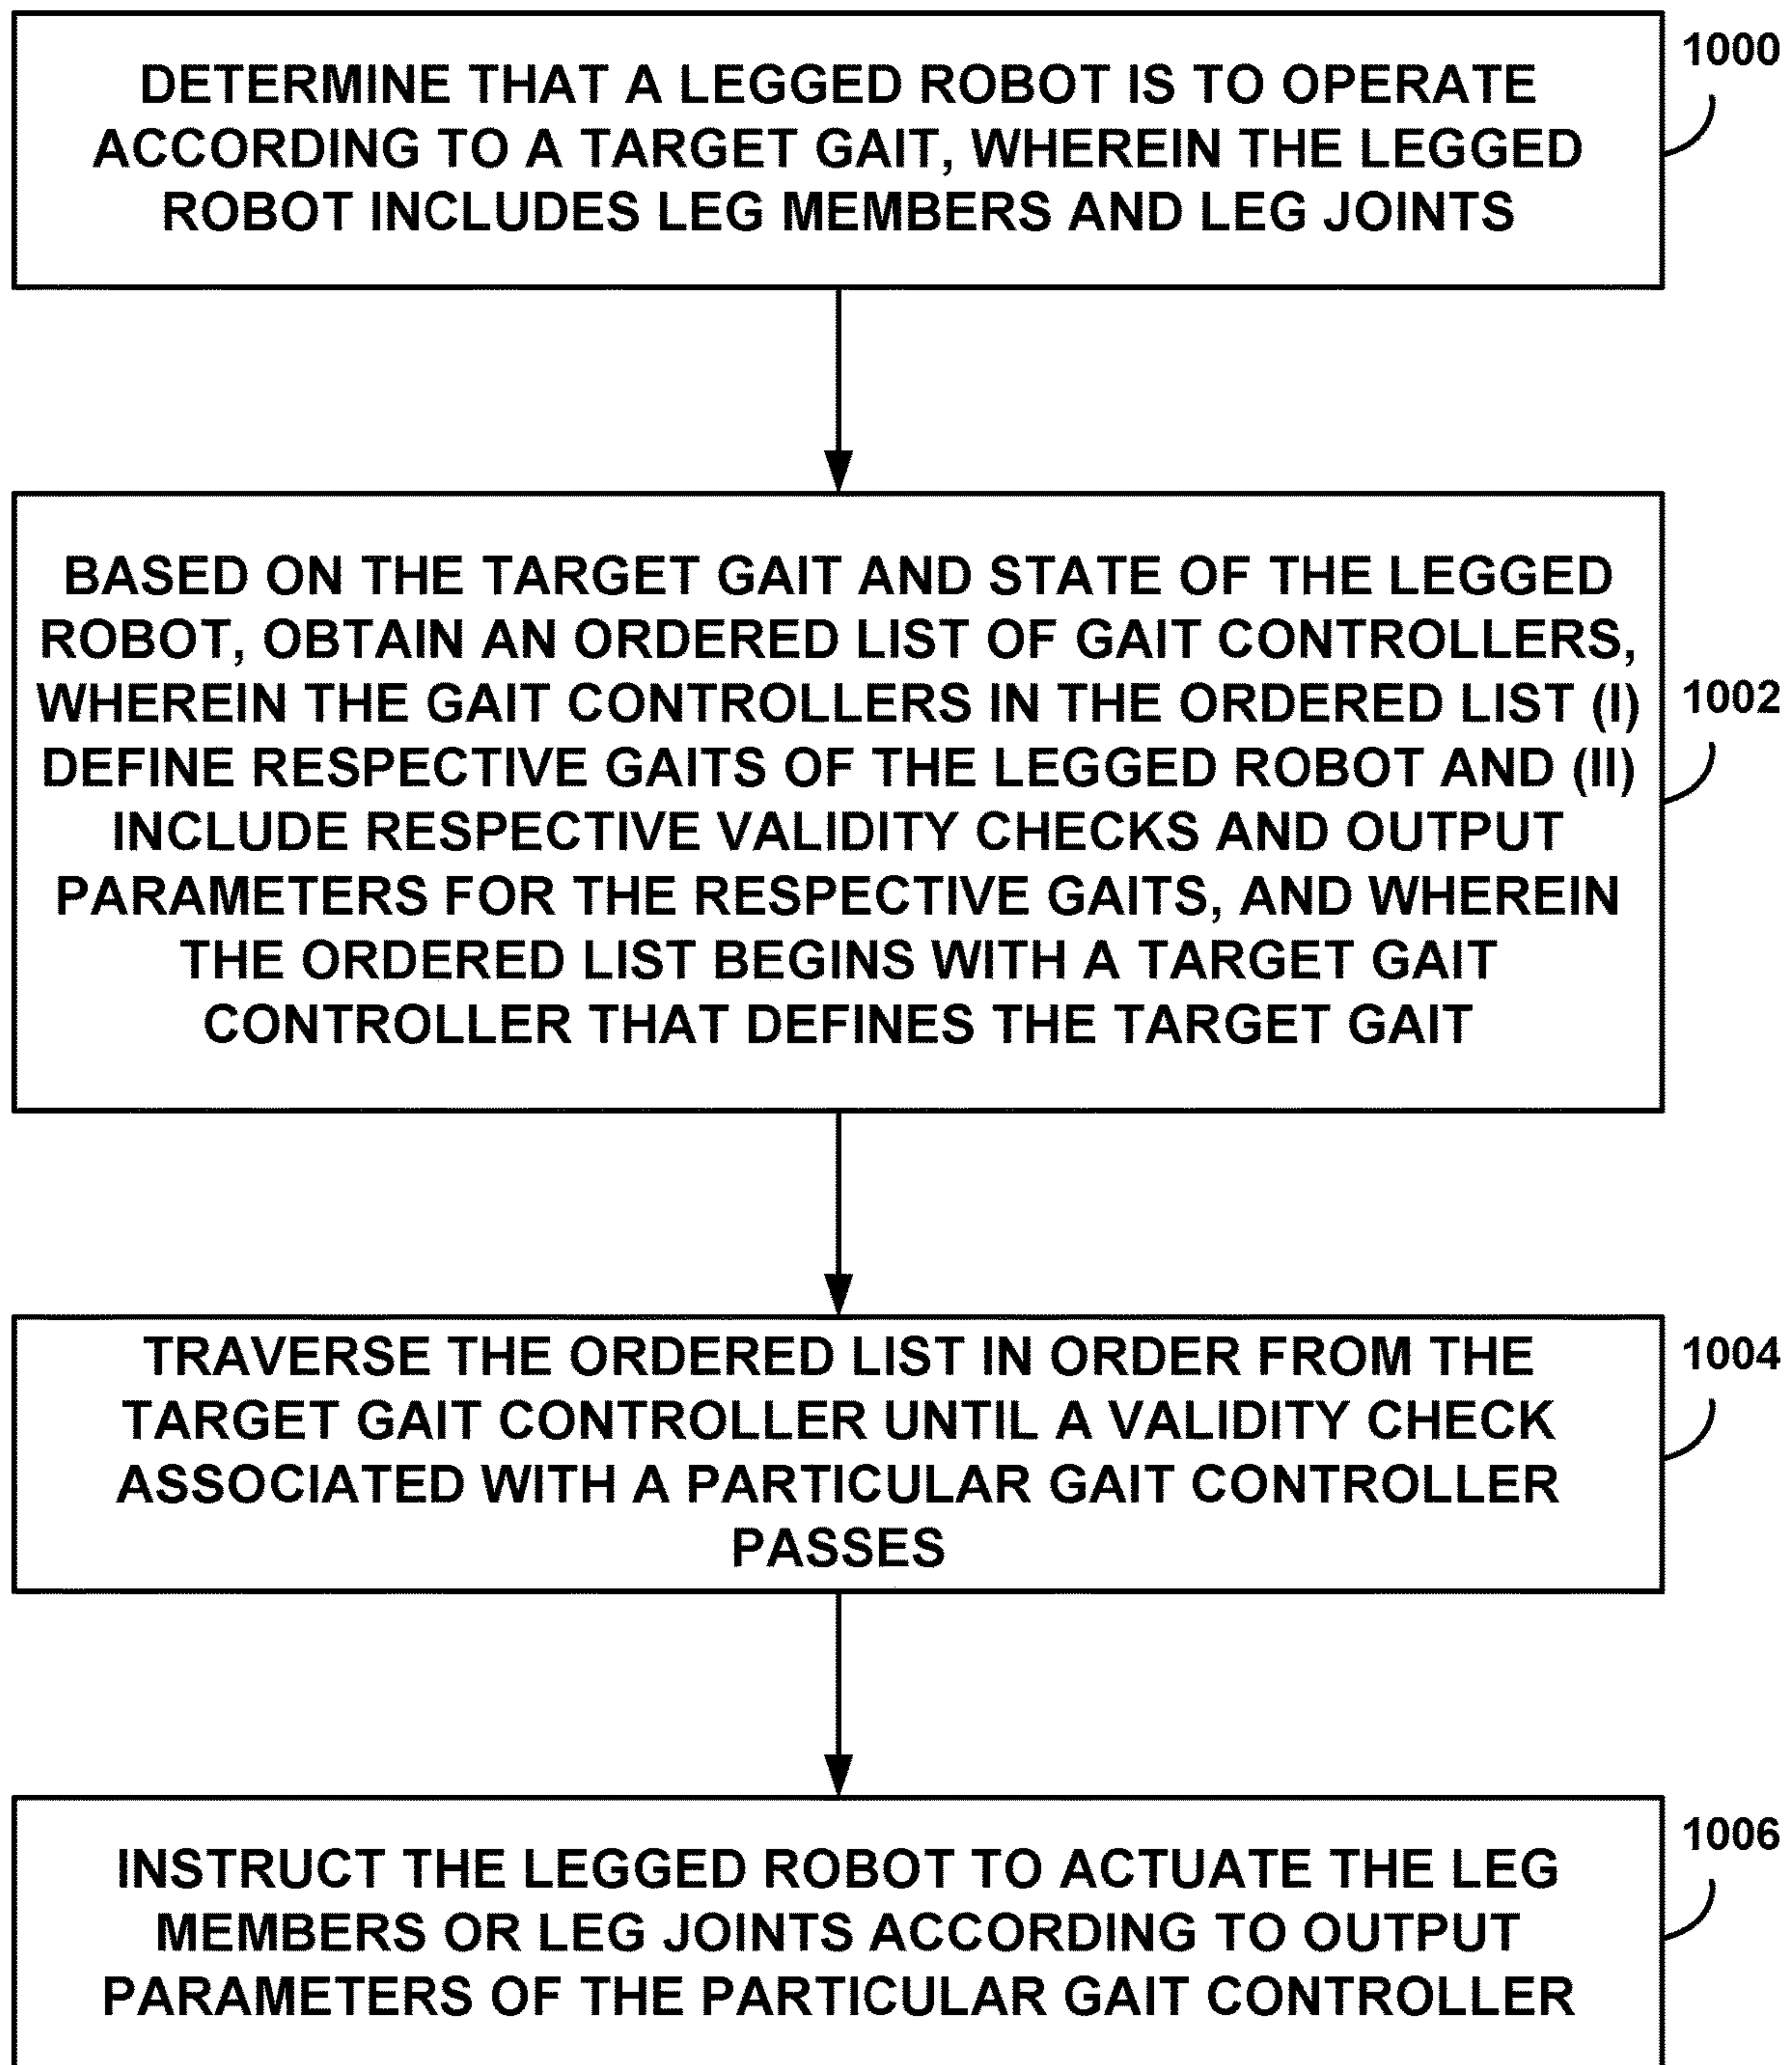 DETERMINE THAT A LEGGED ROBOT IS TO OPERATE
ACCORDING TO A TARGET GAIT, WHEREIN THE LEGGED
ROBOT INCLUDES LEG MEMBERS AND LEG JOINTS
1000
BASED ON THE TARGET GAIT AND STATE OF THE LEGGED
ROBOT, OBTAIN AN ORDERED LIST OF GAIT CONTROLLERS,
WHEREIN THE GAIT CONTROLLERS IN THE ORDERED LIST (I)
DEFINE RESPECTIVE GAITS OF THE LEGGED ROBOT AND (II)
INCLUDE RESPECTIVE VALIDITY CHECKS AND OUTPUT
PARAMETERS FOR THE RESPECTIVE GAITS, AND WHEREIN
THE ORDERED LIST BEGINS WITH A TARGET GAIT
CONTROLLER THAT DEFINES THE TARGET GAIT
1002
TRAVERSE THE ORDERED LIST IN ORDER FROM THE
TARGET GAIT CONTROLLER UNTIL A VALIDITY CHECK
ASSOCIATED WITH A PARTICULAR GAIT CONTROLLER
PASSES
1004
INSTRUCT THE LEGGED ROBOT TO ACTUATE THE LEG
MEMBERS OR LEG JOINTS ACCORDING TO OUTPUT
PARAMETERS OF THE PARTICULAR GAIT CONTROLLER
1006